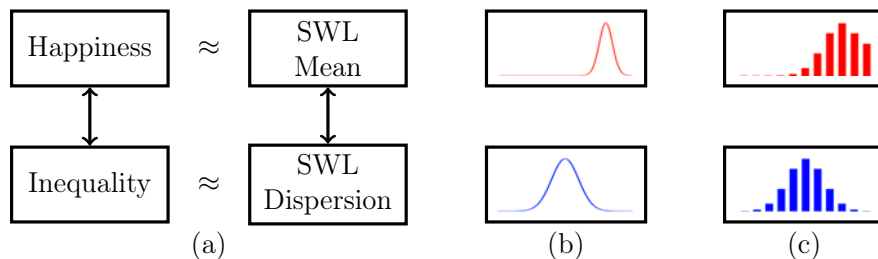 Happiness
≈
SWL
Mean
Inequality
≈
SWL
Dispersion
(a)
(b)
(c)